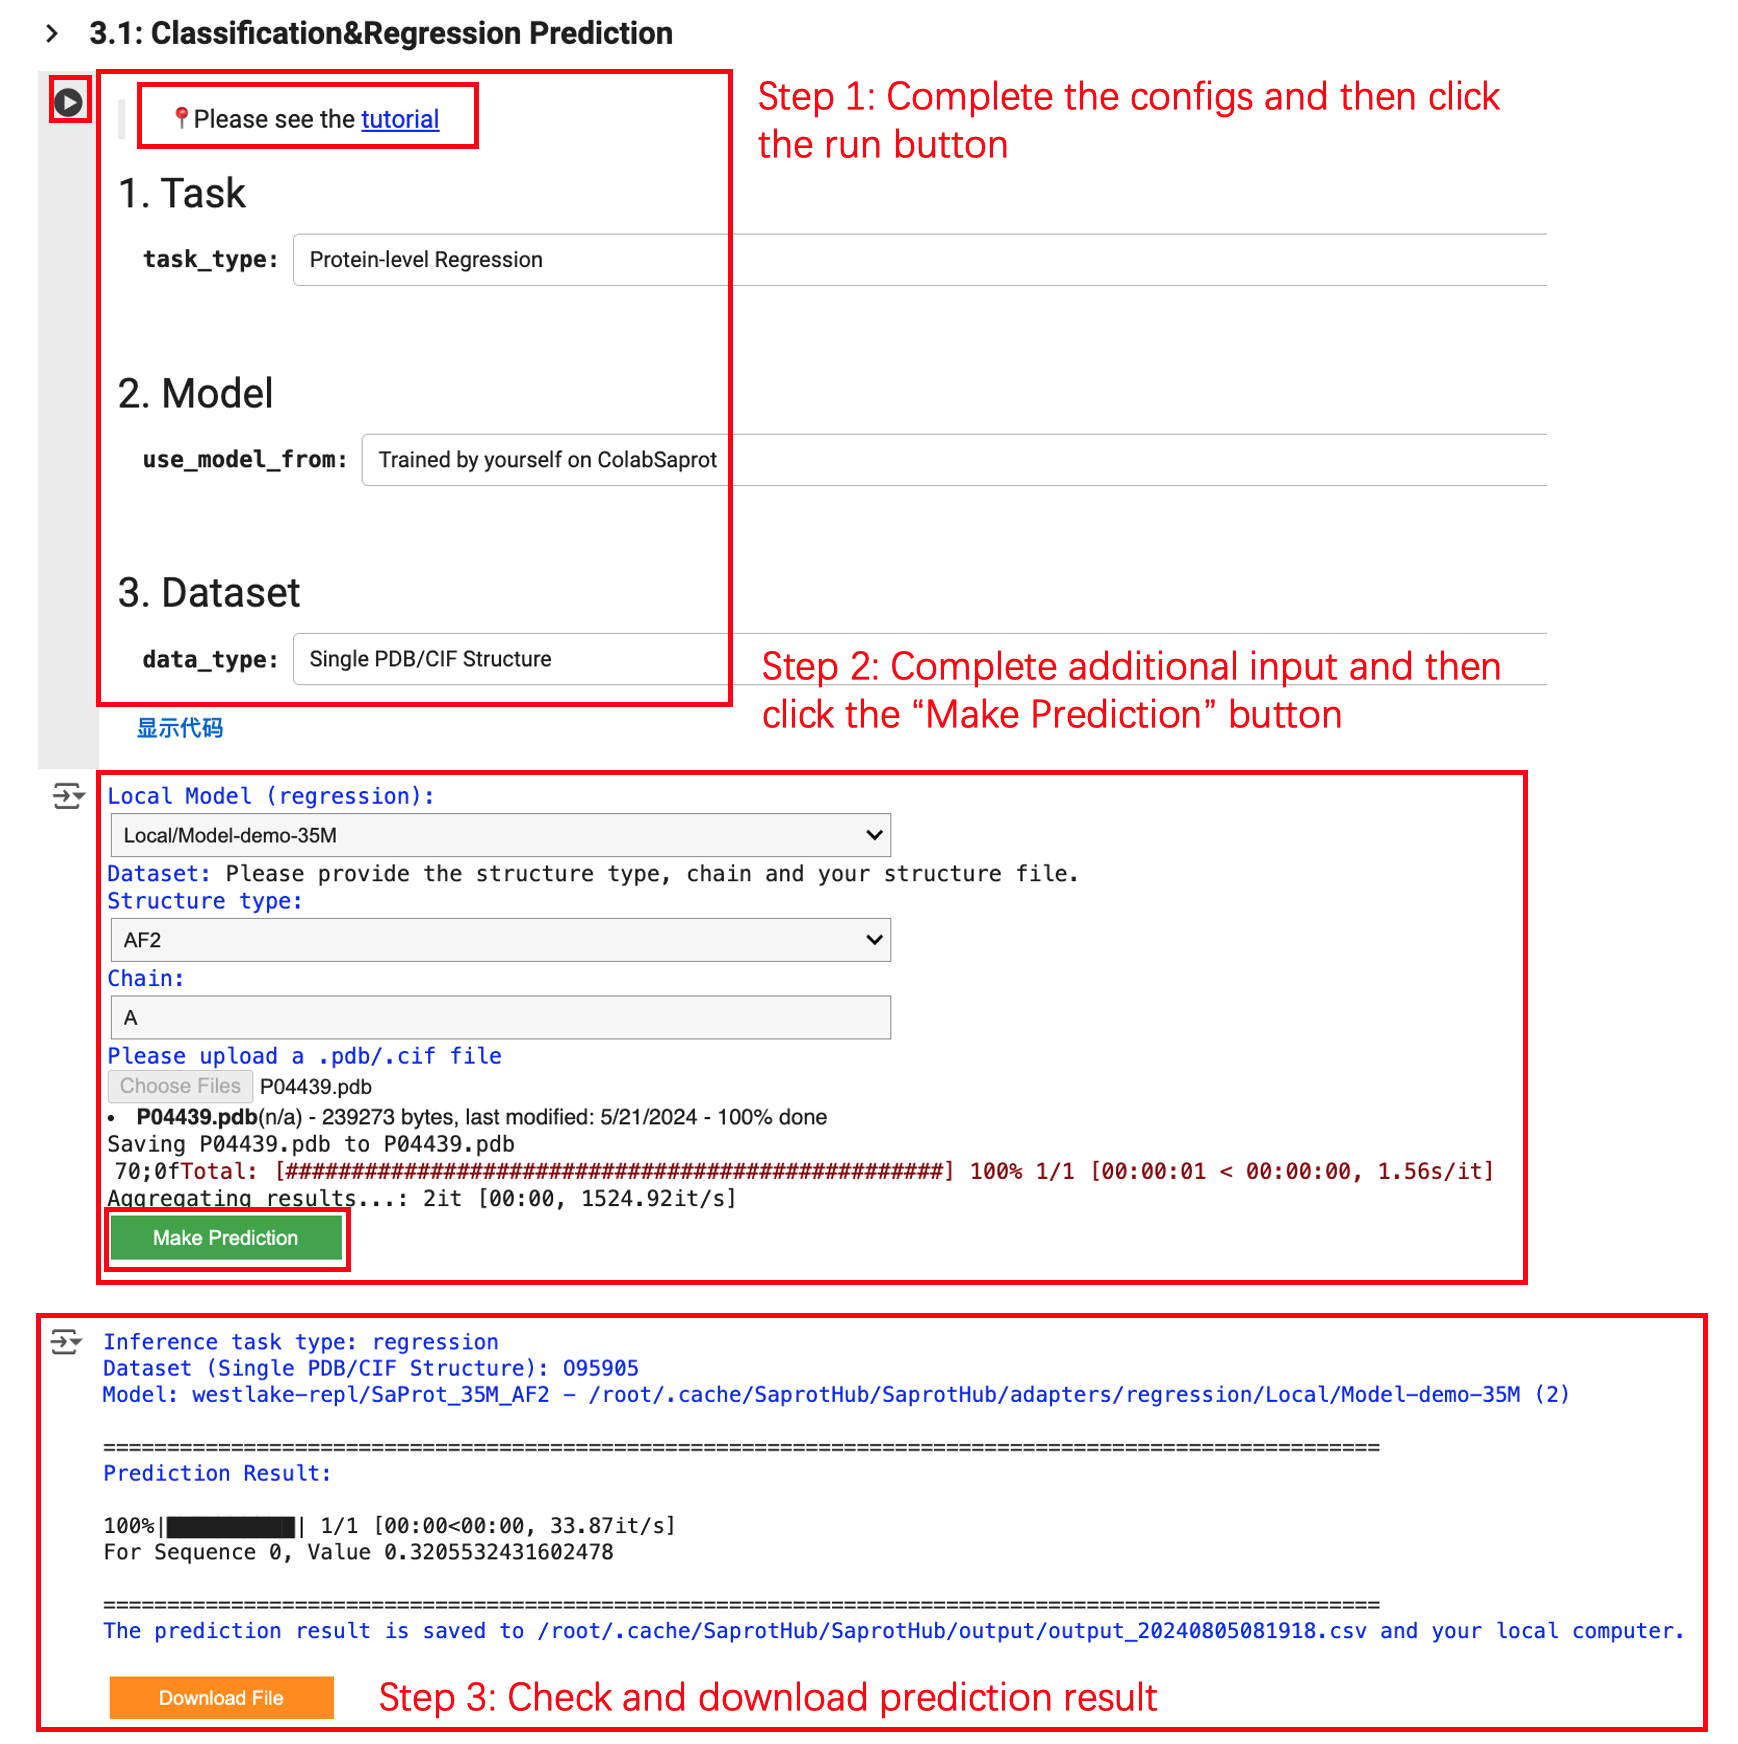 3.1: Classification&Regression Prediction
📍Please see the tutorial
Step 1: Complete the configs and then click
the run button
1. Task
task_type: Protein-level Regression
2. Model
use_model_from: Trained by yourself on ColabSaprot
3. Dataset
data_type: Single PDB/CIF Structure
Step 2: Complete additional input and then
click the “Make Prediction” button
显示代码
Local Model (regression):
Local/Model-demo-35M
Dataset: Please provide the structure type, chain and your structure file.
Structure type:
AF2
Chain:
A
Please upload a .pdb/.cif file
Choose Files P04439.pdb
• P04439.pdb(n/a) - 239273 bytes, last modified: 5/21/2024 - 100% done
Saving P04439.pdb to P04439.pdb
70;0fTotal: [##################################################] 100% 1/1 [00:00:01 < 00:00:00, 1.56s/it]
Aggregating results...: 2it [00:00, 1524.92it/s]
Make Prediction
Inference task type: regression
Dataset (Single PDB/CIF Structure): O95905
Model: westlake-repl/SaProt_35M_AF2 - /root/.cache/SaprotHub/SaprotHub/adapters/regression/Local/Model-demo-35M (2)
====================================================================================================
Prediction Result:
100%|██████████| 1/1 [00:00<00:00, 33.87it/s]
For Sequence 0, Value 0.3205532431602478
====================================================================================================
The prediction result is saved to /root/.cache/SaprotHub/SaprotHub/output/output_20240805081918.csv and your local computer.
Download File
Step 3: Check and download prediction result